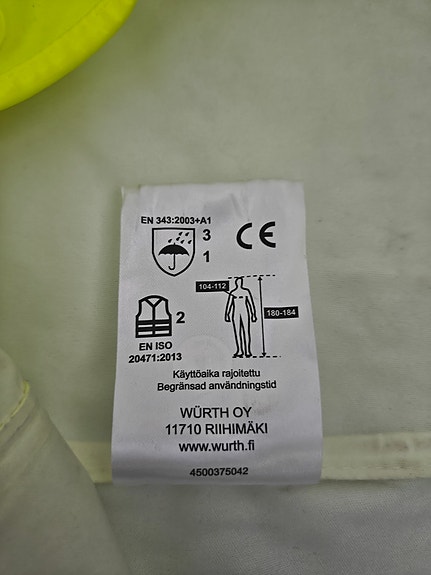 EN 343:2003+A1
3
1
CE
104-112
180-184
2
EN ISO
20471:2013
Käyttöaika rajoitettu
Begränsad användningstid
WÜRTH OY
11710 RIIHIMÄKI
www.wurth.fi
4500375042